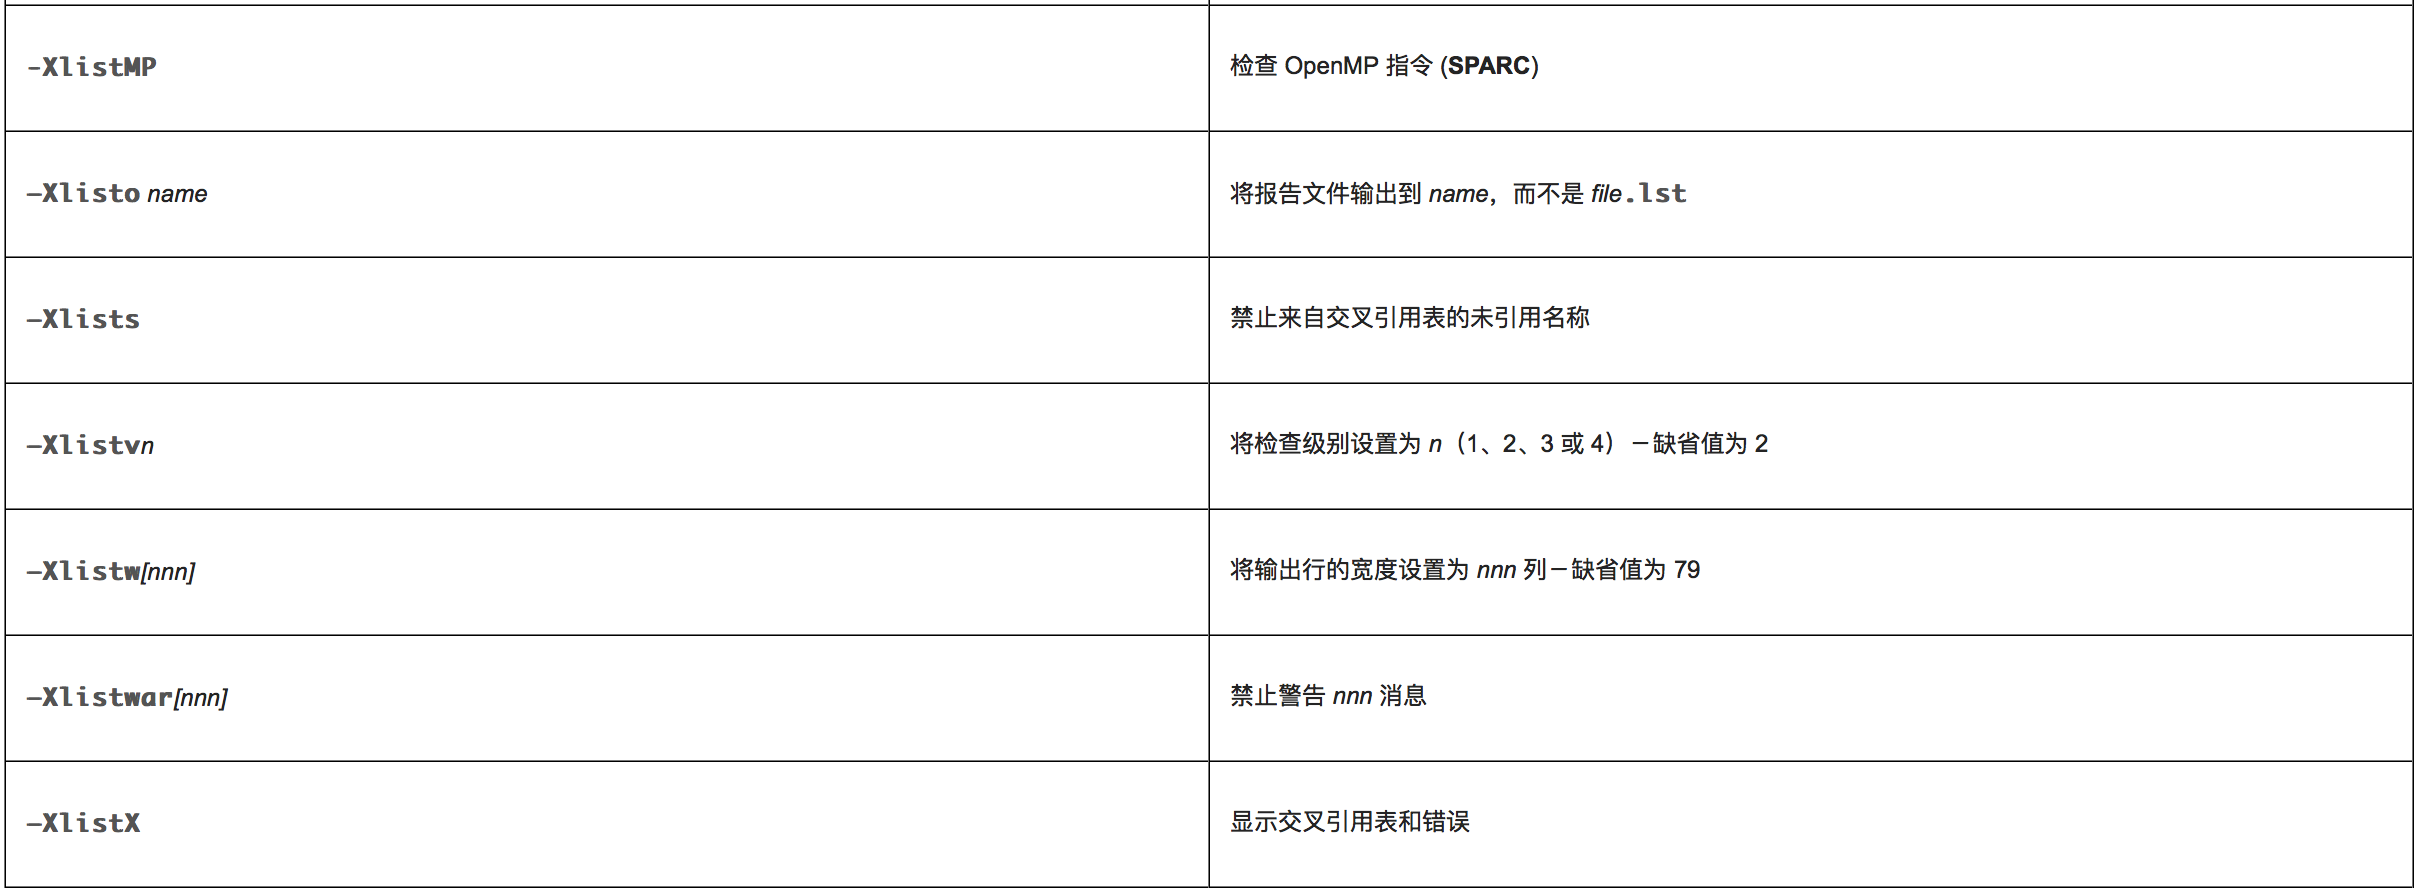 -XlistMP
检查 OpenMP 指令 (SPARC)
–Xlisto name
将报告文件输出到 name，而不是 file.lst
–Xlists
禁止来自交叉引用表的未引用名称
–Xlistvn
将检查级别设置为 n（1、2、3 或 4）－缺省值为 2
–Xlistw[nnn]
将输出行的宽度设置为 nnn 列－缺省值为 79
–Xlistwar[nnn]
禁止警告 nnn 消息
–XlistX
显示交叉引用表和错误